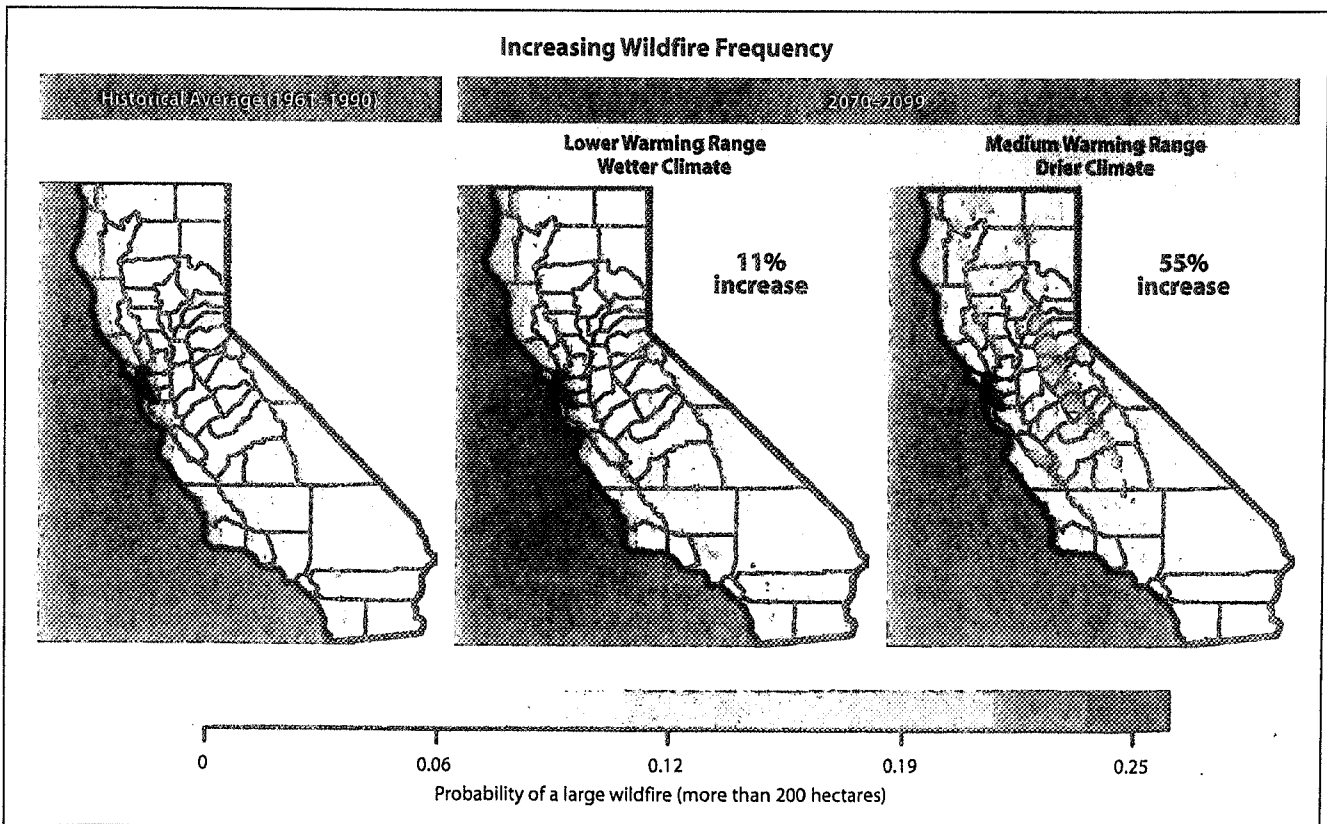 Increasing Wildfire Frequency
Historical Average (1961–1990)
2070–2099
Lower Warming Range
Wetter Climate
Medium Warming Range
Drier Climate
11%
increase
55%
increase
0
0.06
0.12
0.19
0.25
Probability of a large wildfire (more than 200 hectares)